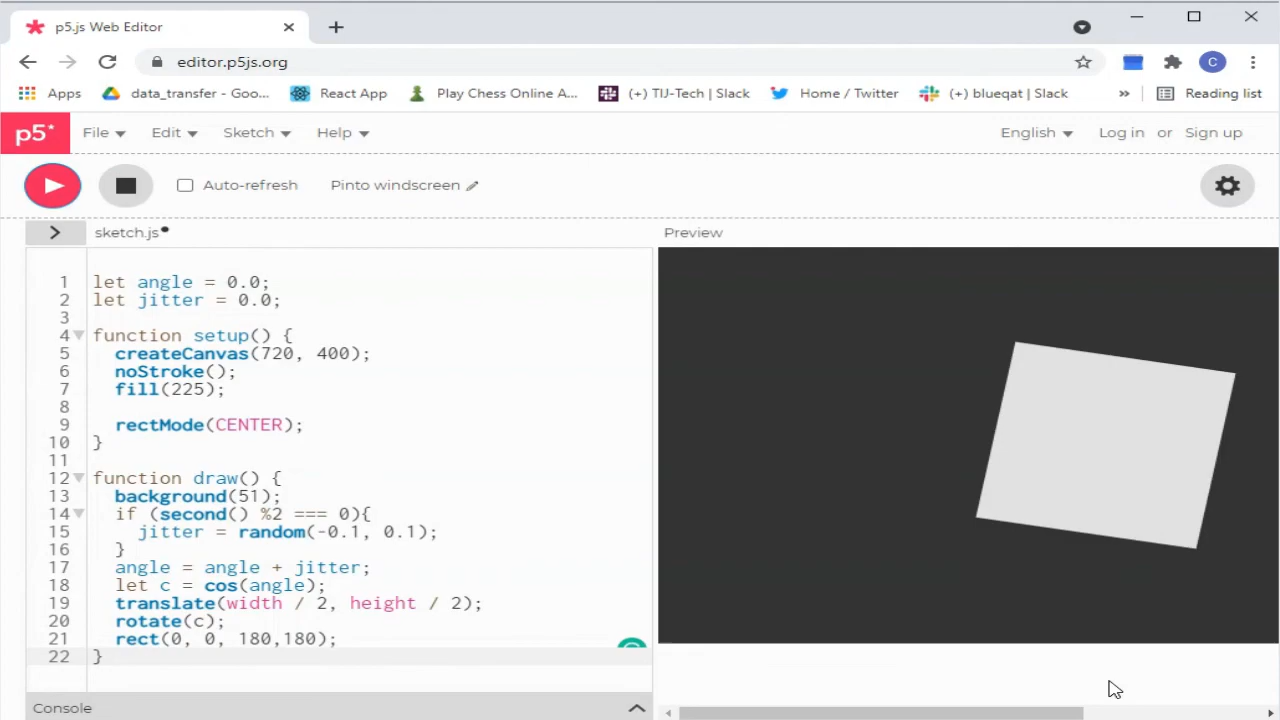 p5.js Web Editor
editor.p5js.org
Apps data_transfer - Goo... React App Play Chess Online A... (+) TIJ-Tech | Slack Home / Twitter (+) blueqat | Slack » Reading list
p5* File Edit Sketch Help English Log in or Sign up
Auto-refresh Pinto windscreen
> sketch.js Preview
1 let angle = 0.0;
2 let jitter = 0.0;
3
4 function setup() {
5 createCanvas(720, 400);
6 noStroke();
7 fill(225);
8
9 rectMode(CENTER);
10 }
11
12 function draw() {
13 background(51);
14 if (second() %2 === 0){
15 jitter = random(-0.1, 0.1);
16 }
17 angle = angle + jitter;
18 let c = cos(angle);
19 translate(width / 2, height / 2);
20 rotate(c);
21 rect(0, 0, 180,180);
22 }
Console
C